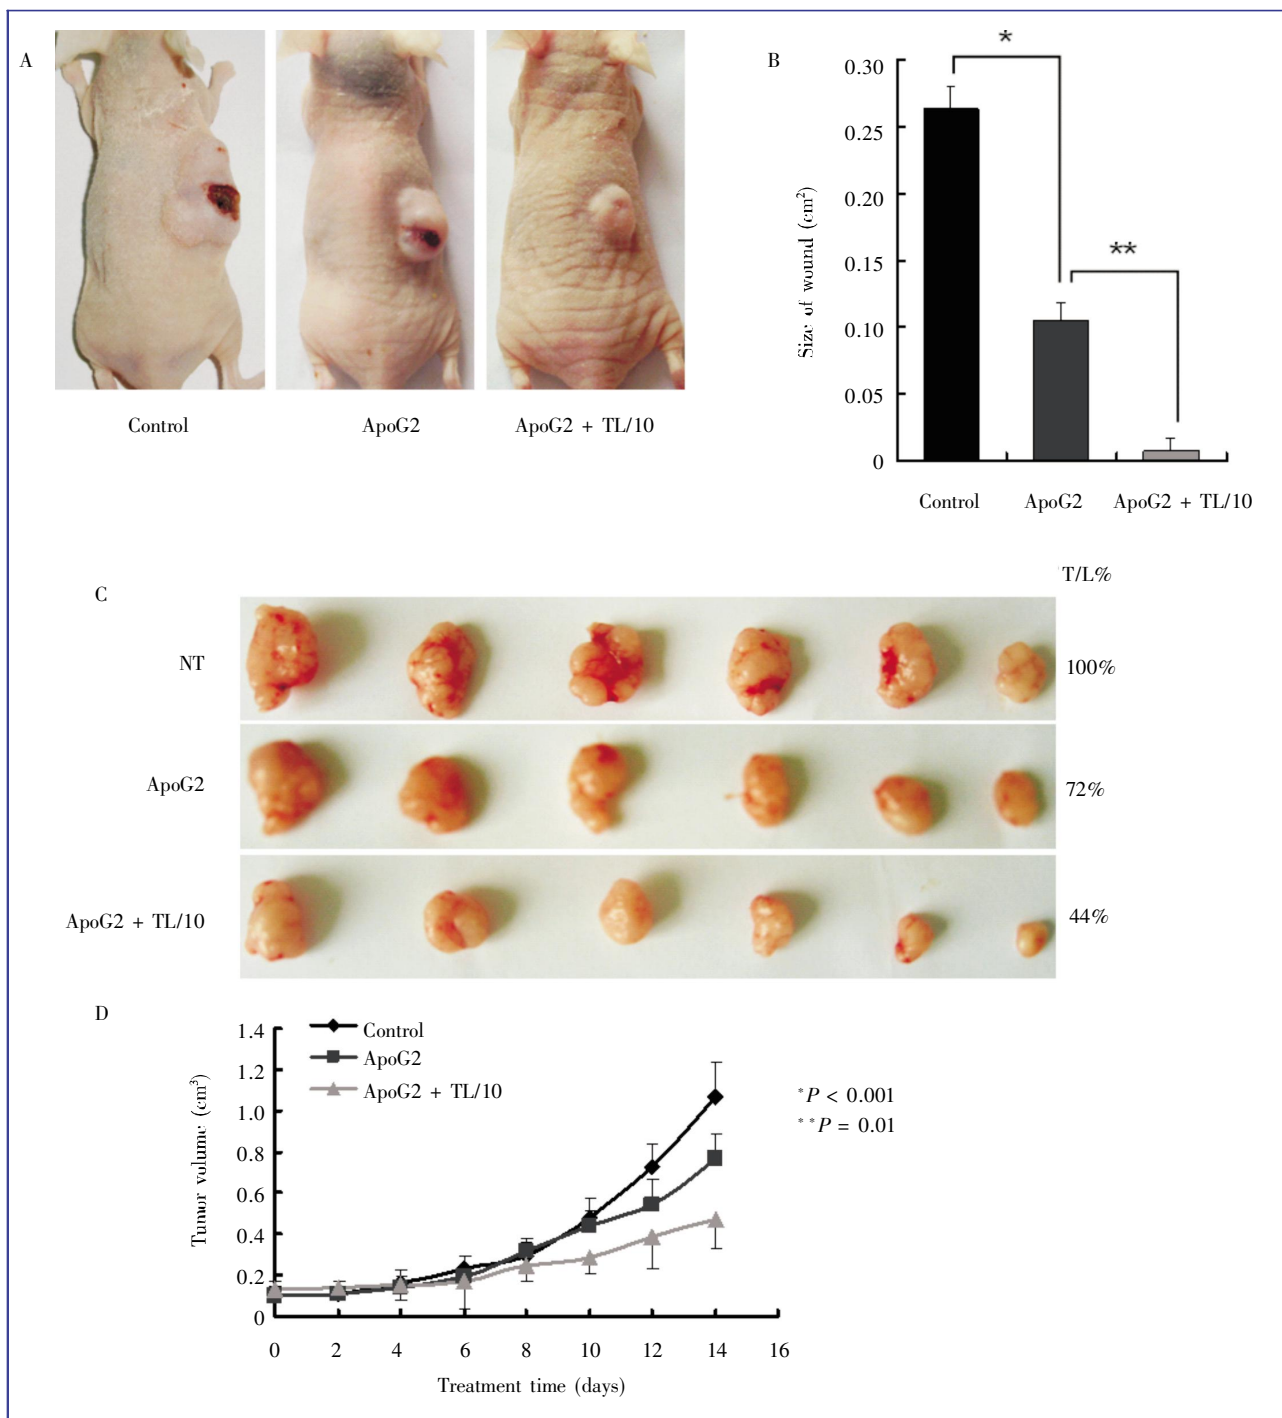 A
Control
ApoG2
ApoG2 + TL/10
B
Size of wound (cm²)
0.30
0.25
0.20
0.15
0.10
0.05
0
*
**
Control
ApoG2
ApoG2 + TL/10
C
T/L%
NT
100%
ApoG2
72%
ApoG2 + TL/10
44%
D
Tumor volume (cm³)
1.4
1.2
1.0
0.8
0.6
0.4
0.2
0
Control
ApoG2
ApoG2 + TL/10
*P < 0.001
**P = 0.01
0 2 4 6 8 10 12 14 16
Treatment time (days)